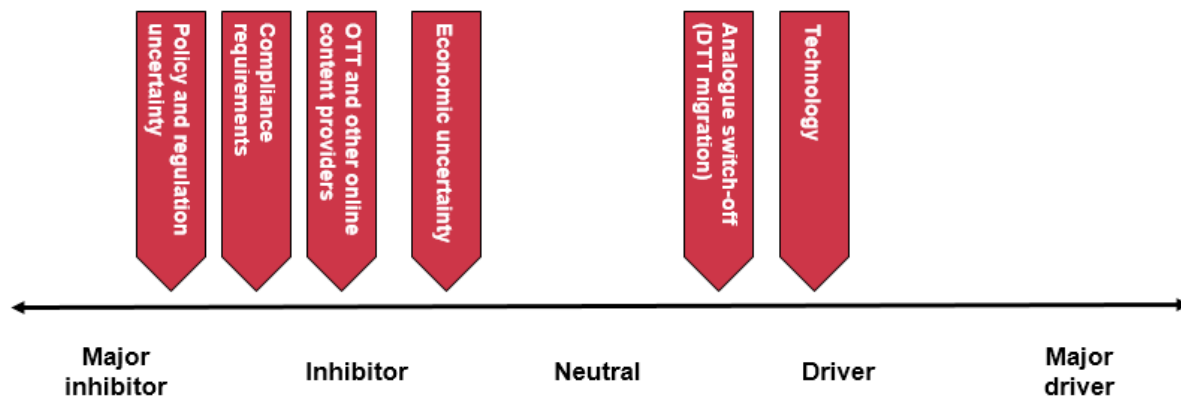 Policy and regulation
uncertainty
Compliance
requirements
OTT and other online
content providers
Economic uncertainty
Analogue switch-off
(DTT migration)
Technology
Major
inhibitor
Inhibitor
Neutral
Driver
Major
driver